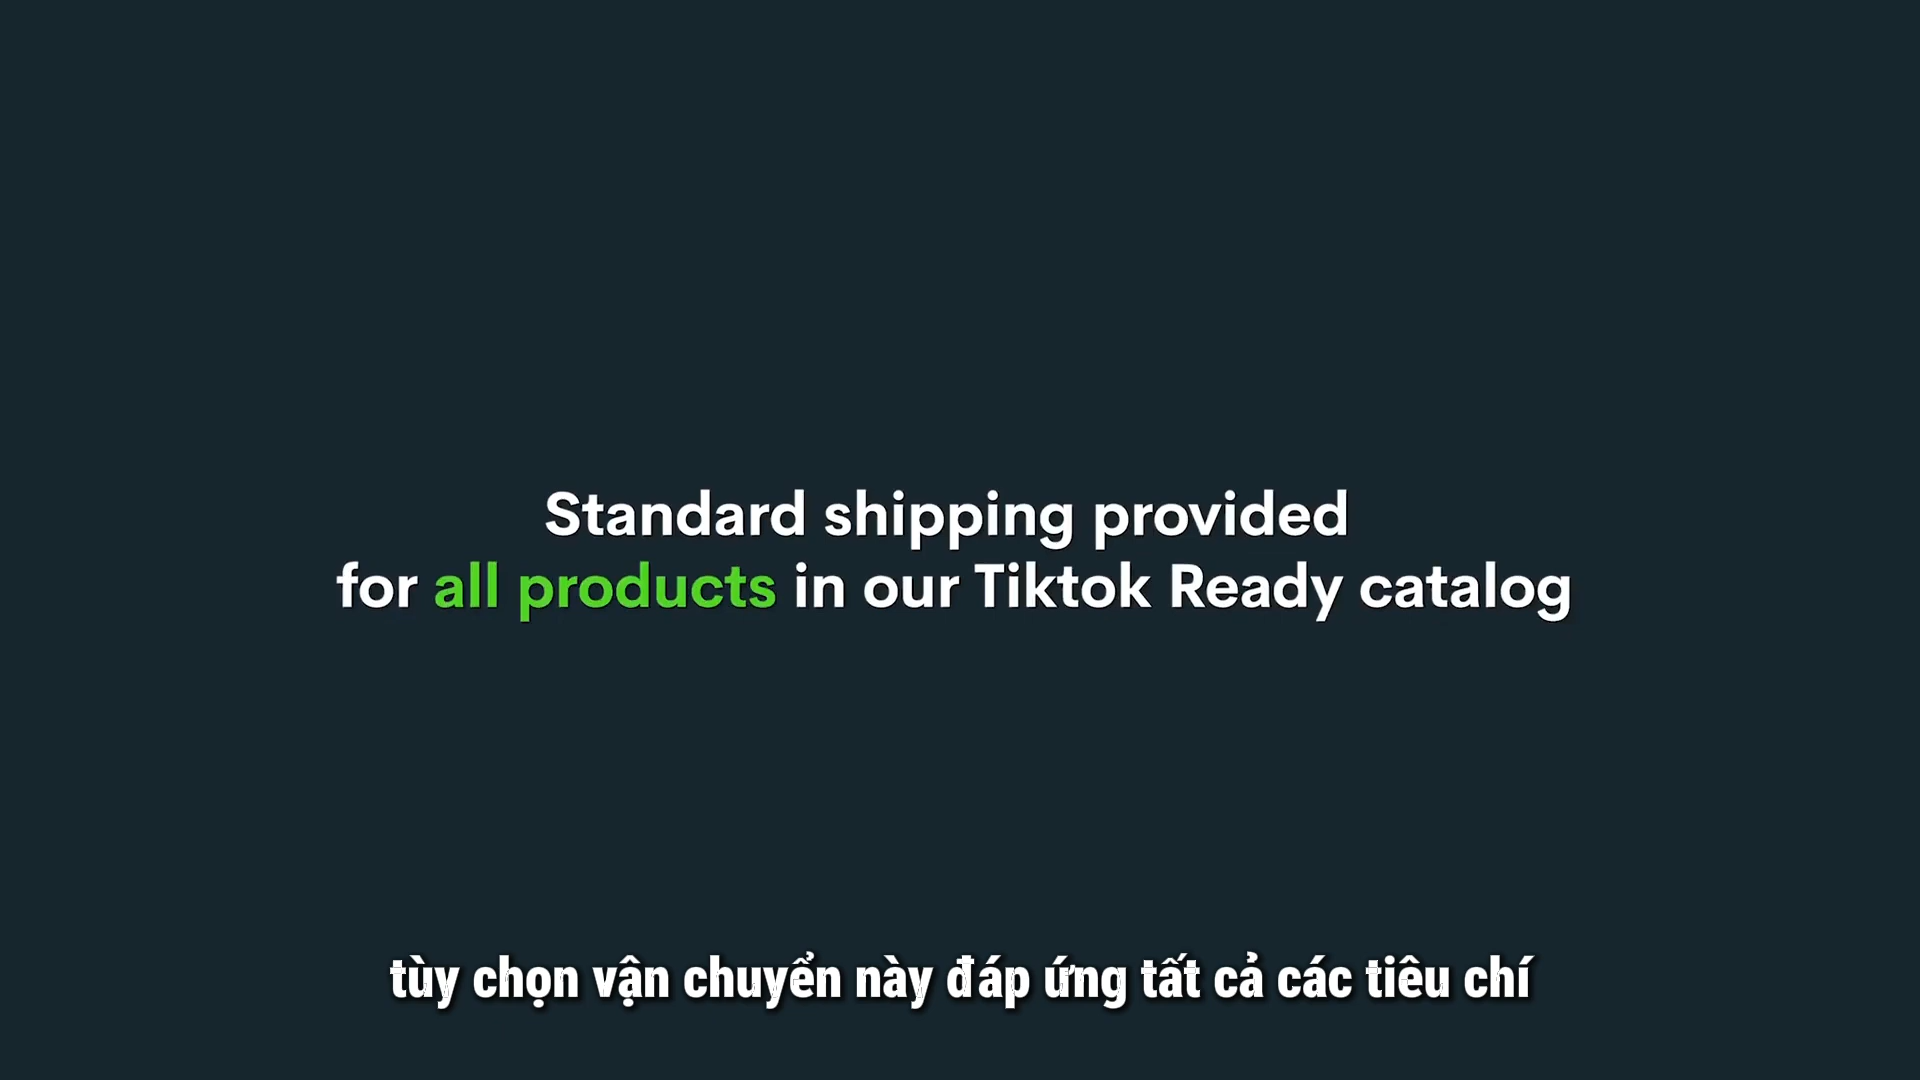 Standard shipping provided
for all products in our Tiktok Ready catalog
tùy chọn vận chuyển này đáp ứng tất cả các tiêu chí